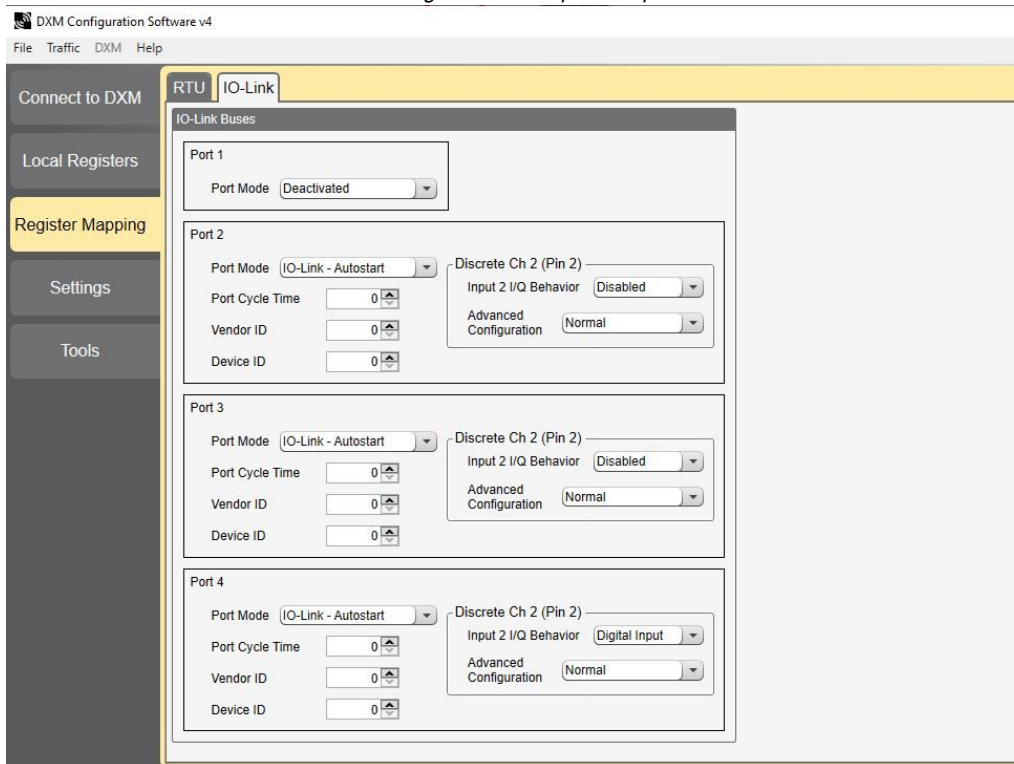 DXM Configuration Software v4
File Traffic DXM Help
Connect to DXM
Local Registers
Register Mapping
Settings
Tools
RTU IO-Link
IO-Link Buses
Port 1
Port Mode Deactivated
Port 2
Port Mode IO-Link - Autostart
Port Cycle Time 0
Vendor ID 0
Device ID 0
Discrete Ch 2 (Pin 2)
Input 2 I/Q Behavior Disabled
Advanced
Configuration Normal
Port 3
Port Mode IO-Link - Autostart
Port Cycle Time 0
Vendor ID 0
Device ID 0
Discrete Ch 2 (Pin 2)
Input 2 I/Q Behavior Disabled
Advanced
Configuration Normal
Port 4
Port Mode IO-Link - Autostart
Port Cycle Time 0
Vendor ID 0
Device ID 0
Discrete Ch 2 (Pin 2)
Input 2 I/Q Behavior Digital Input
Advanced
Configuration Normal